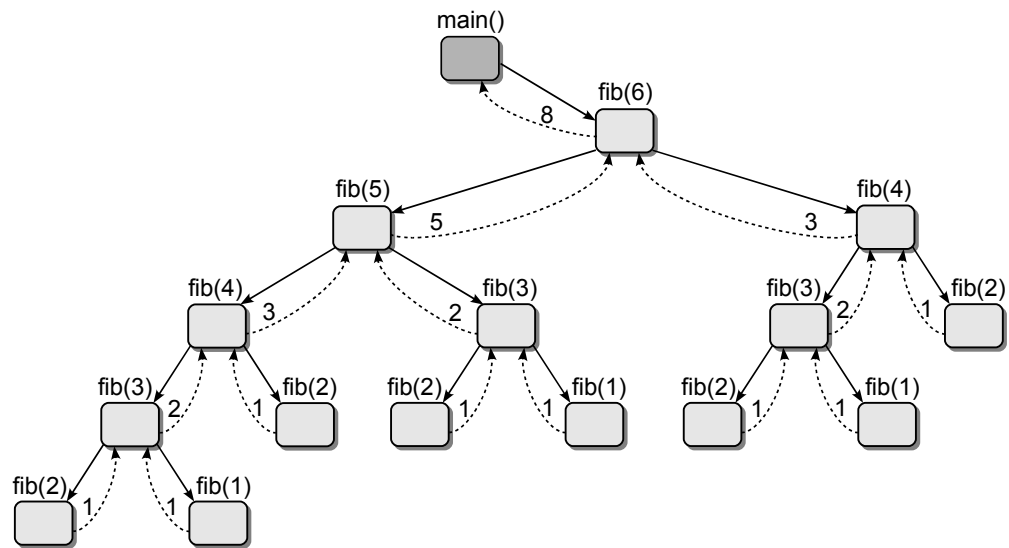 main()
fib(6)
8
fib(5)
fib(4)
5
3
fib(4)
fib(3)
fib(3)
fib(2)
3
2
2
1
fib(3)
fib(2)
fib(2)
fib(1)
fib(2)
fib(1)
2
1
1
1
1
1
fib(2)
fib(1)
1
1